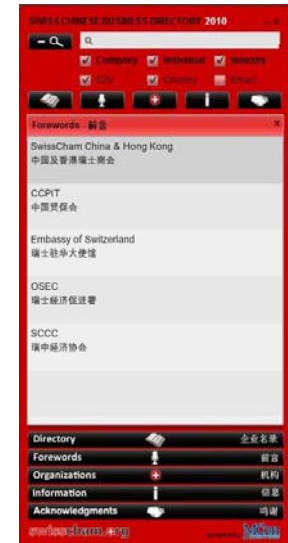 SWISS CHINESE BUSINESS DIRECTORY 2010
Company Individual Industry
City Country Email
Forewords 前言 x
SwissCham China & Hong Kong
中国及香港瑞士商会
CCPIT
中国贸促会
Embassy of Switzerland
瑞士驻华大使馆
OSEC
瑞士经济促进署
SCCC
瑞中经济协会
Directory 企业名录
Forewords 前言
Organizations 机构
Information i 信息
Acknowledgments 鸣谢
swisscham.org